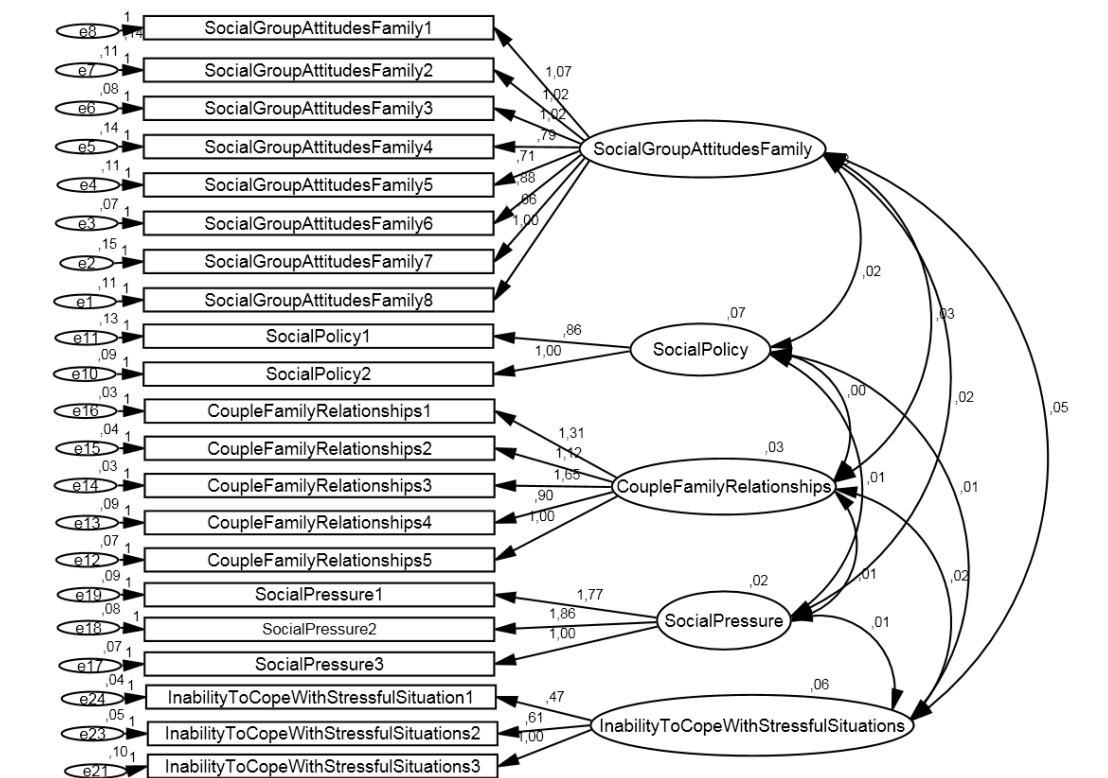 1
e8
,14
SocialGroupAttitudesFamily1
,11
1
e7
SocialGroupAttitudesFamily2
,08
1
e6
SocialGroupAttitudesFamily3
,14
1
e5
SocialGroupAttitudesFamily4
,11
1
e4
SocialGroupAttitudesFamily5
,07
1
e3
SocialGroupAttitudesFamily6
,15
1
e2
SocialGroupAttitudesFamily7
,11
1
e1
SocialGroupAttitudesFamily8
1,07
1,02
1,02
,79
,71
,88
,66
1,00
SocialGroupAttitudesFamily
,13
1
e11
SocialPolicy1
,09
1
e10
SocialPolicy2
,86
1,00
,07
SocialPolicy
,03
1
e16
CoupleFamilyRelationships1
,04
1
e15
CoupleFamilyRelationships2
,03
1
e14
CoupleFamilyRelationships3
,09
1
e13
CoupleFamilyRelationships4
,07
1
e12
CoupleFamilyRelationships5
1,31
1,12
1,65
,90
1,00
,03
CoupleFamilyRelationships
,09
1
e19
SocialPressure1
,08
1
e18
SocialPressure2
,07
1
e17
SocialPressure3
1,77
1,86
1,00
,02
SocialPressure
,04
1
e24
InabilityToCopeWithStressfulSituation1
,05
1
e23
InabilityToCopeWithStressfulSituations2
,10
1
e21
InabilityToCopeWithStressfulSituations3
,47
,61
1,00
,06
InabilityToCopeWithStressfulSituations
,02
,03
,00
,02
,05
,01
,01
,01
,02
,01